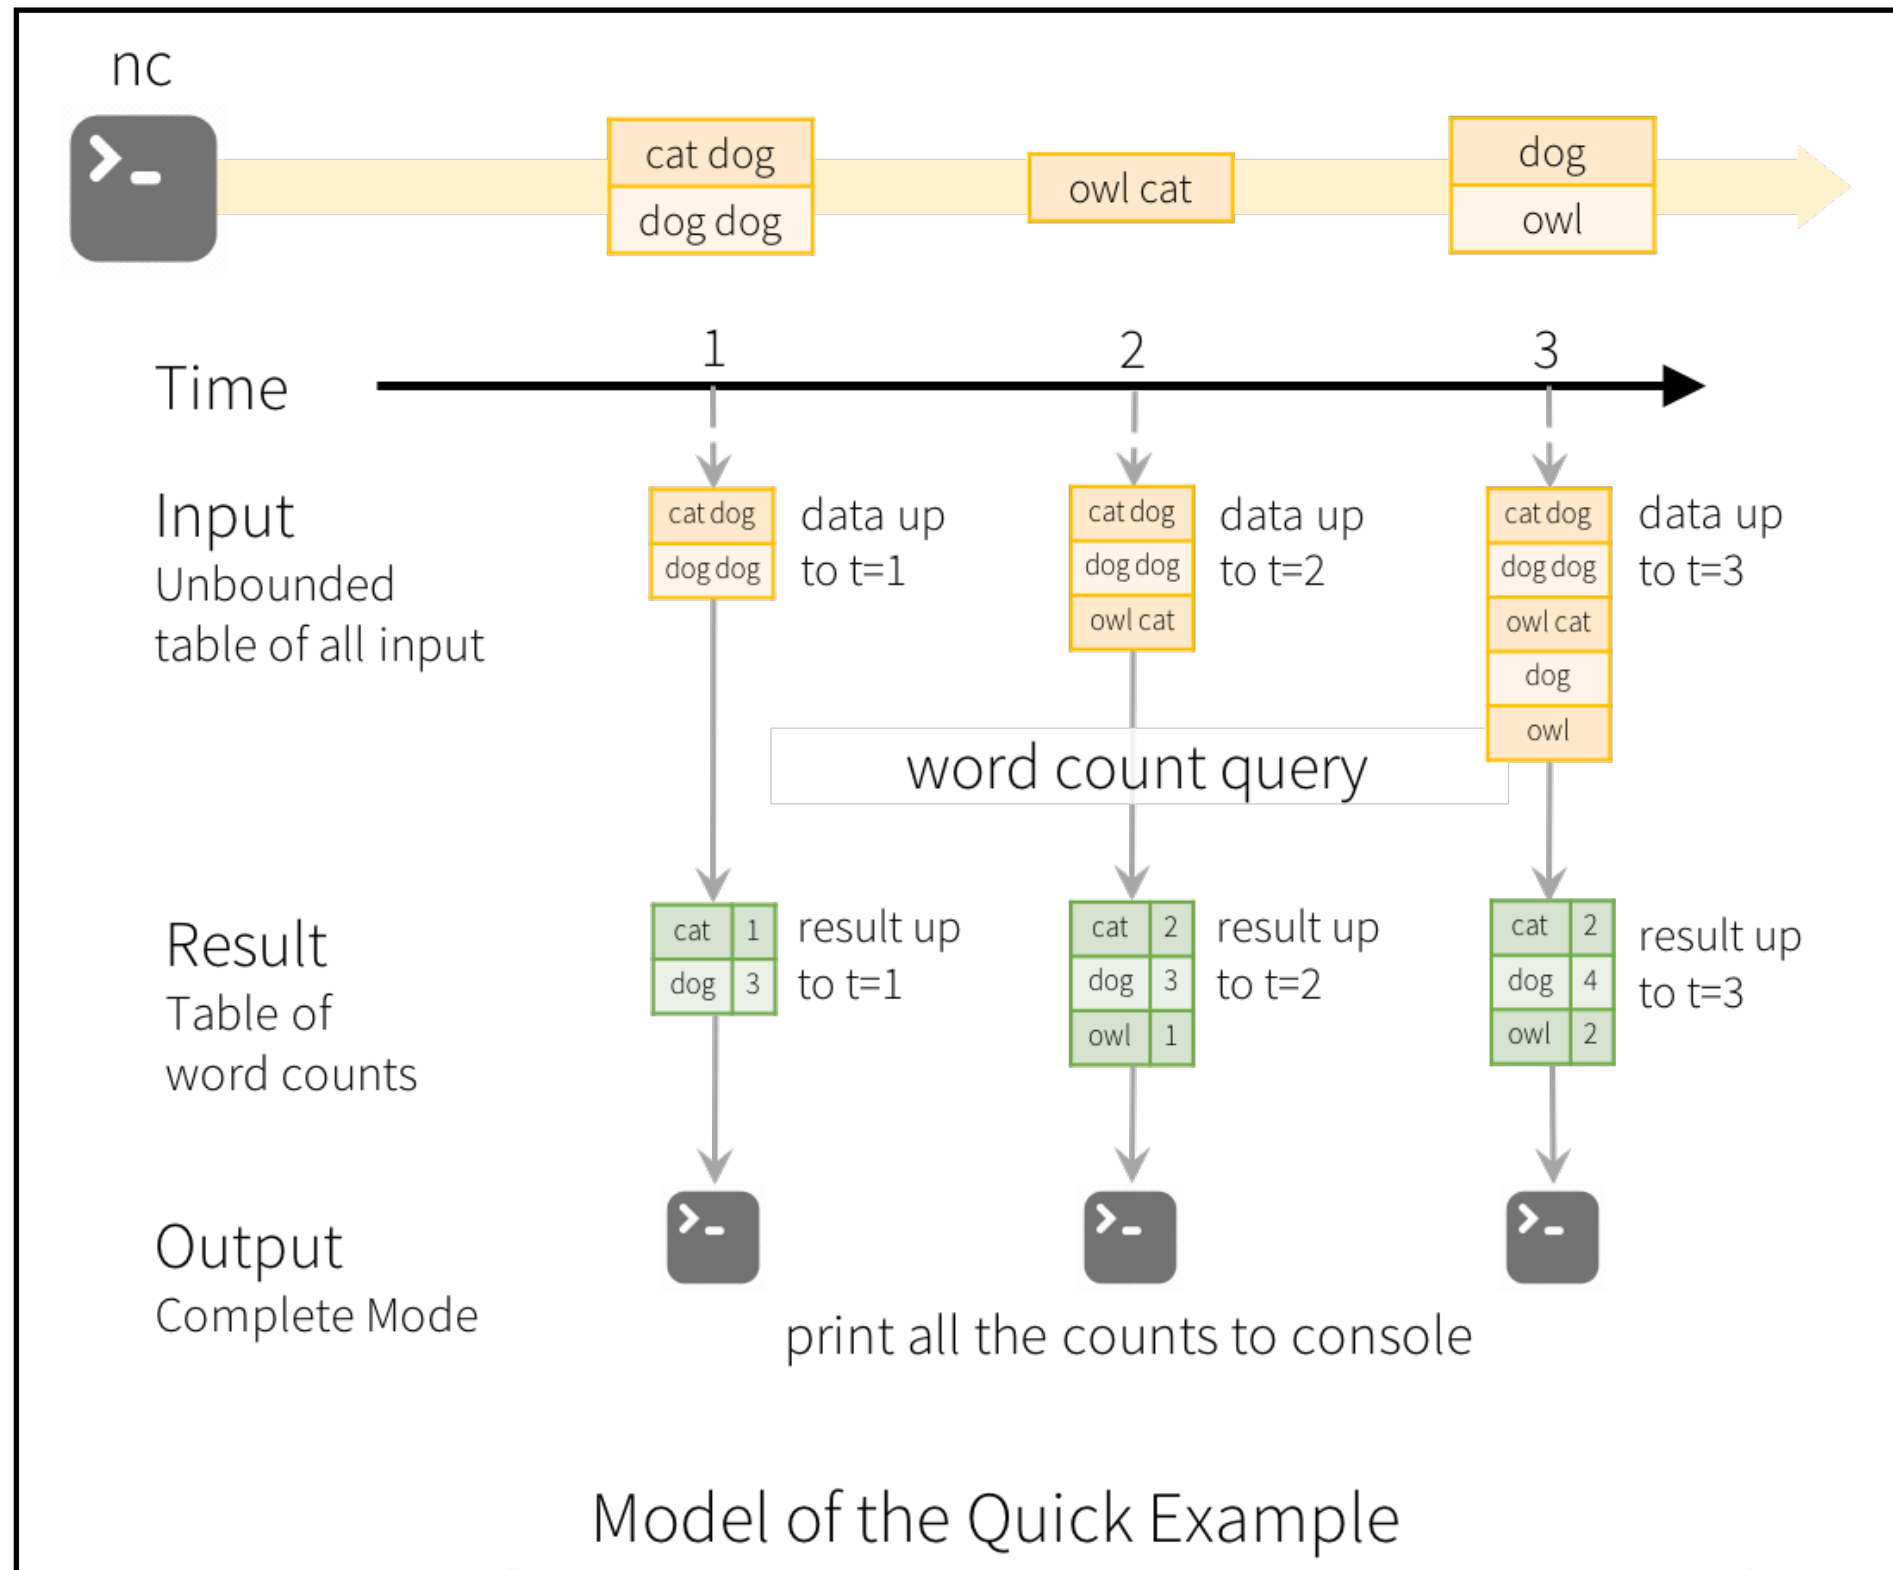 nc
cat dog
dog dog
owl cat
dog
owl
Time
1
2
3
Input
Unbounded
table of all input
cat dog
dog dog
data up
to t=1
cat dog
dog dog
owl cat
data up
to t=2
cat dog
dog dog
owl cat
dog
owl
data up
to t=3
word count query
Result
Table of
word counts
cat 1
dog 3
result up
to t=1
cat 2
dog 3
owl 1
result up
to t=2
cat 2
dog 4
owl 2
result up
to t=3
Output
Complete Mode
print all the counts to console
Model of the Quick Example